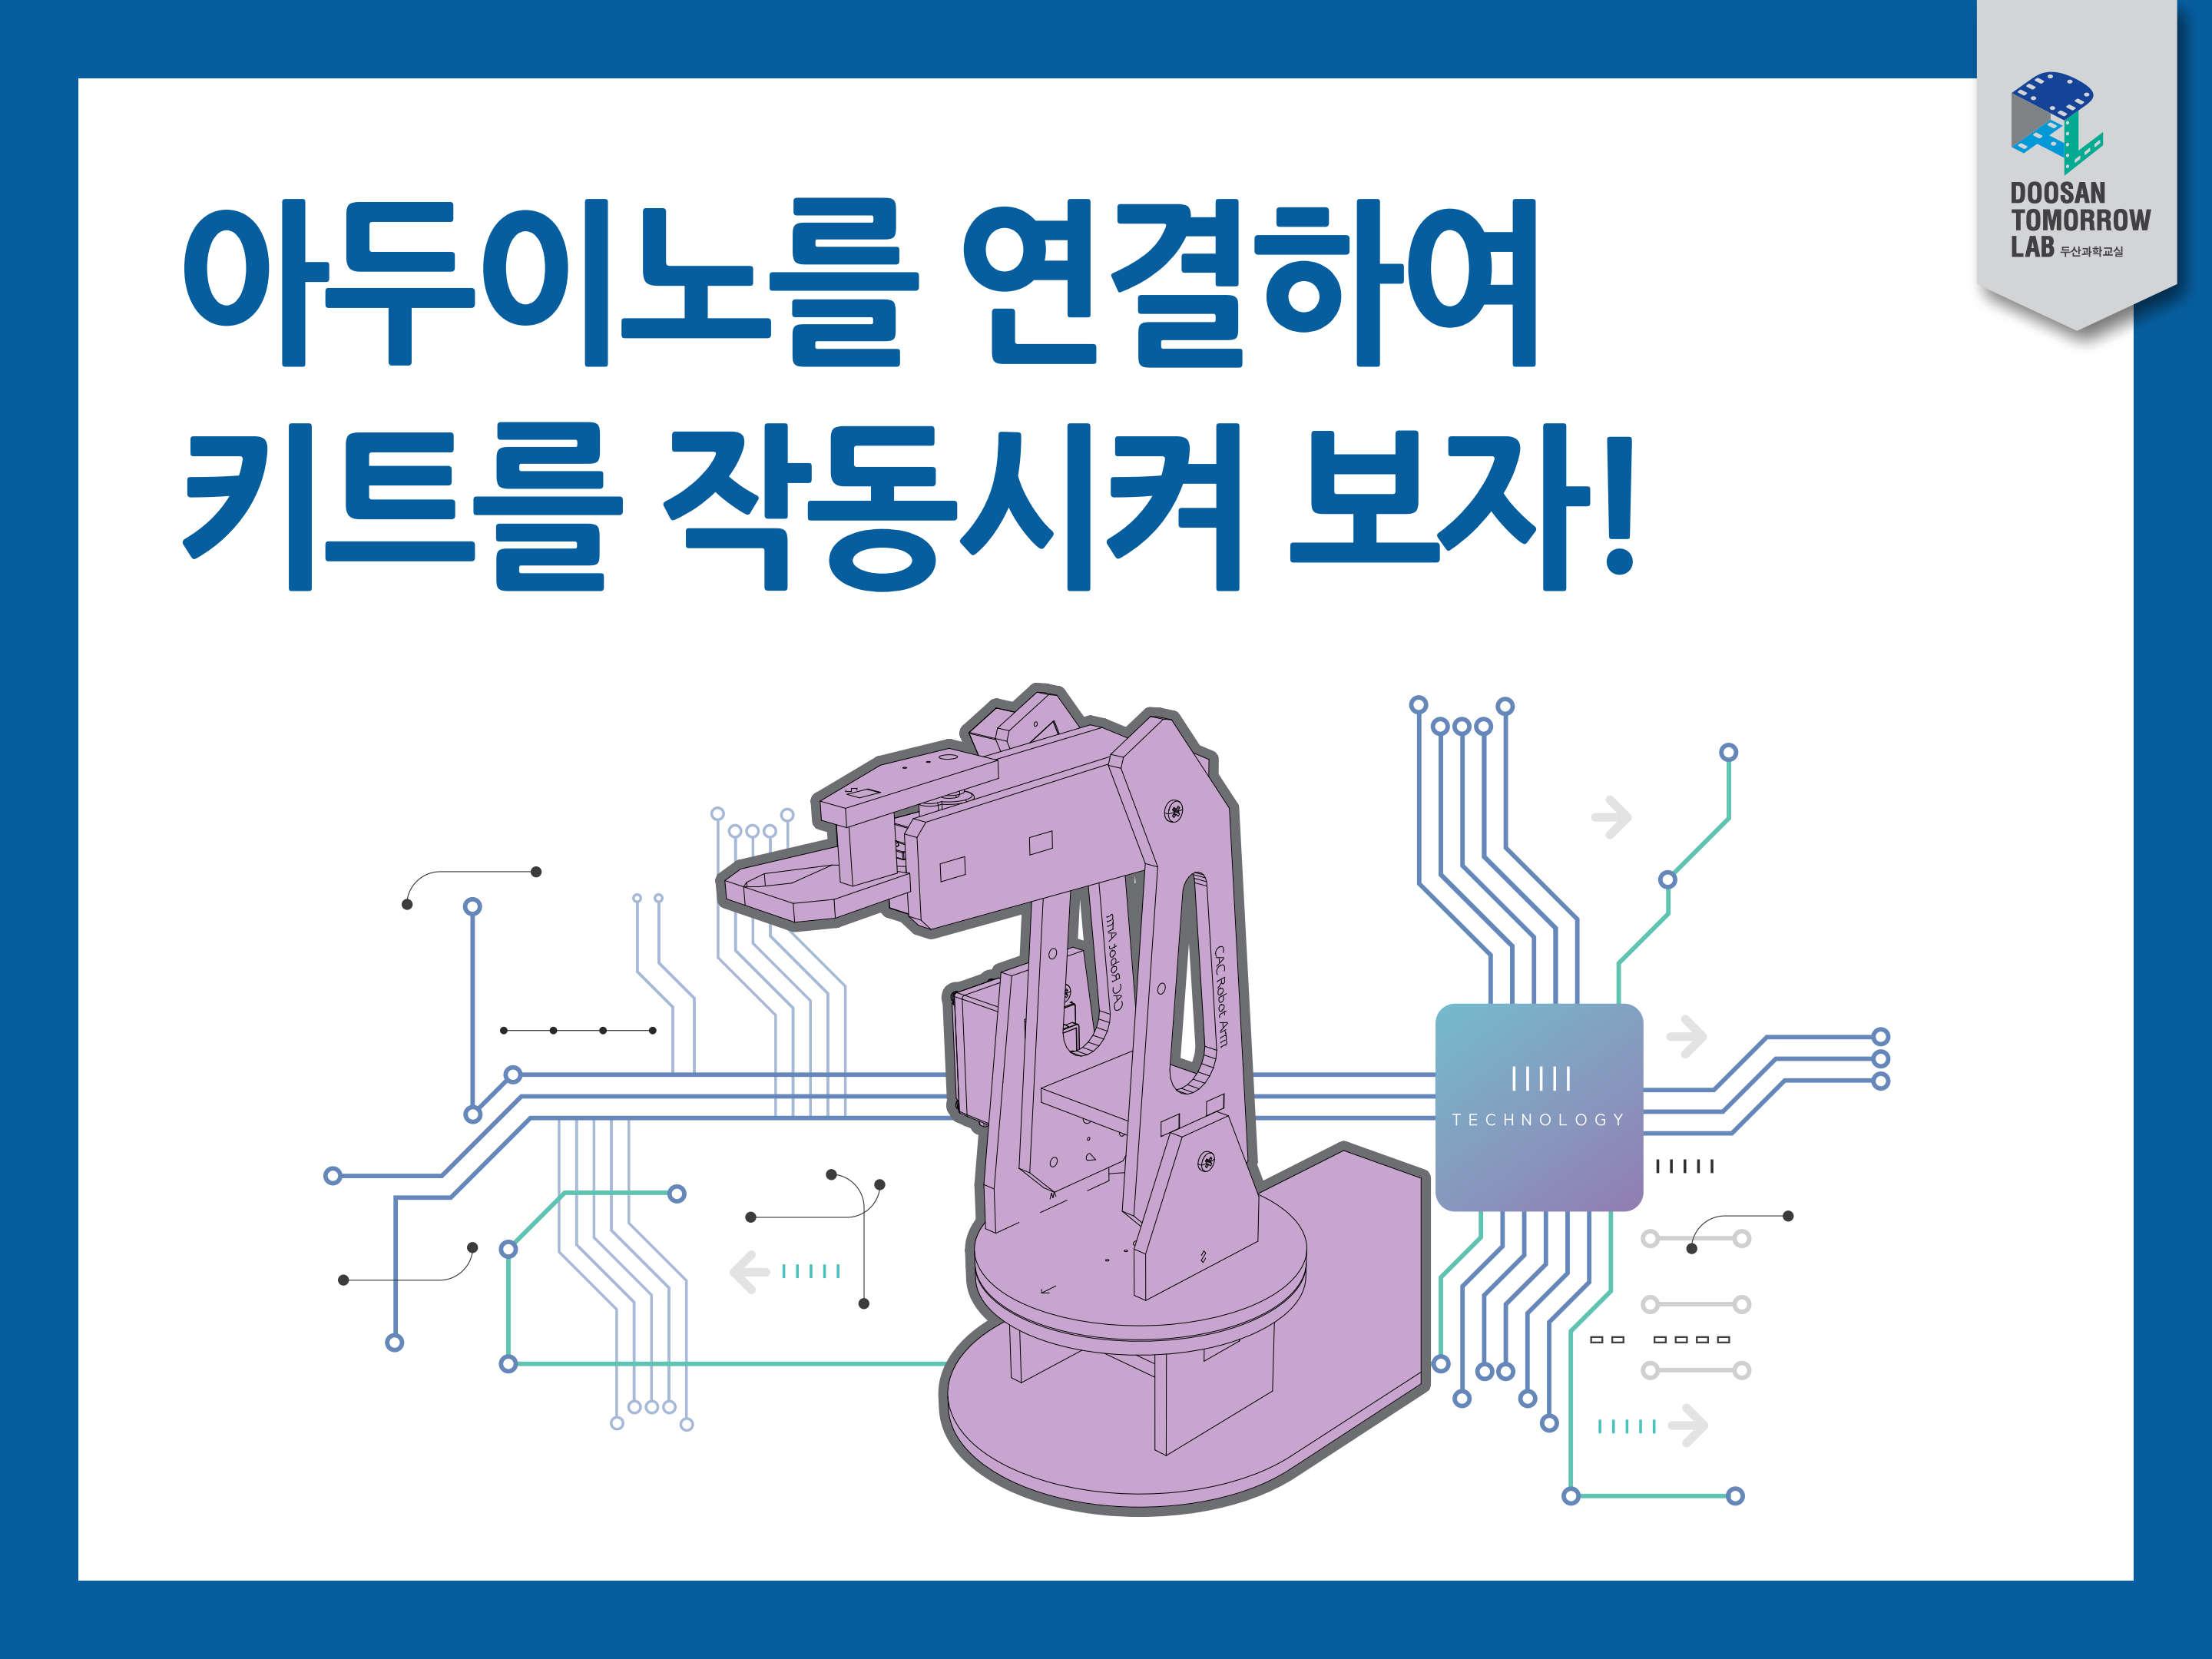 아두이노를 연결하여
키트를 작동시켜 보자!
DOOSAN
TOMORROW
LAB 두산과학교실
CAC Robot Arm
CAC Robot Arm
TECHNOLOGY